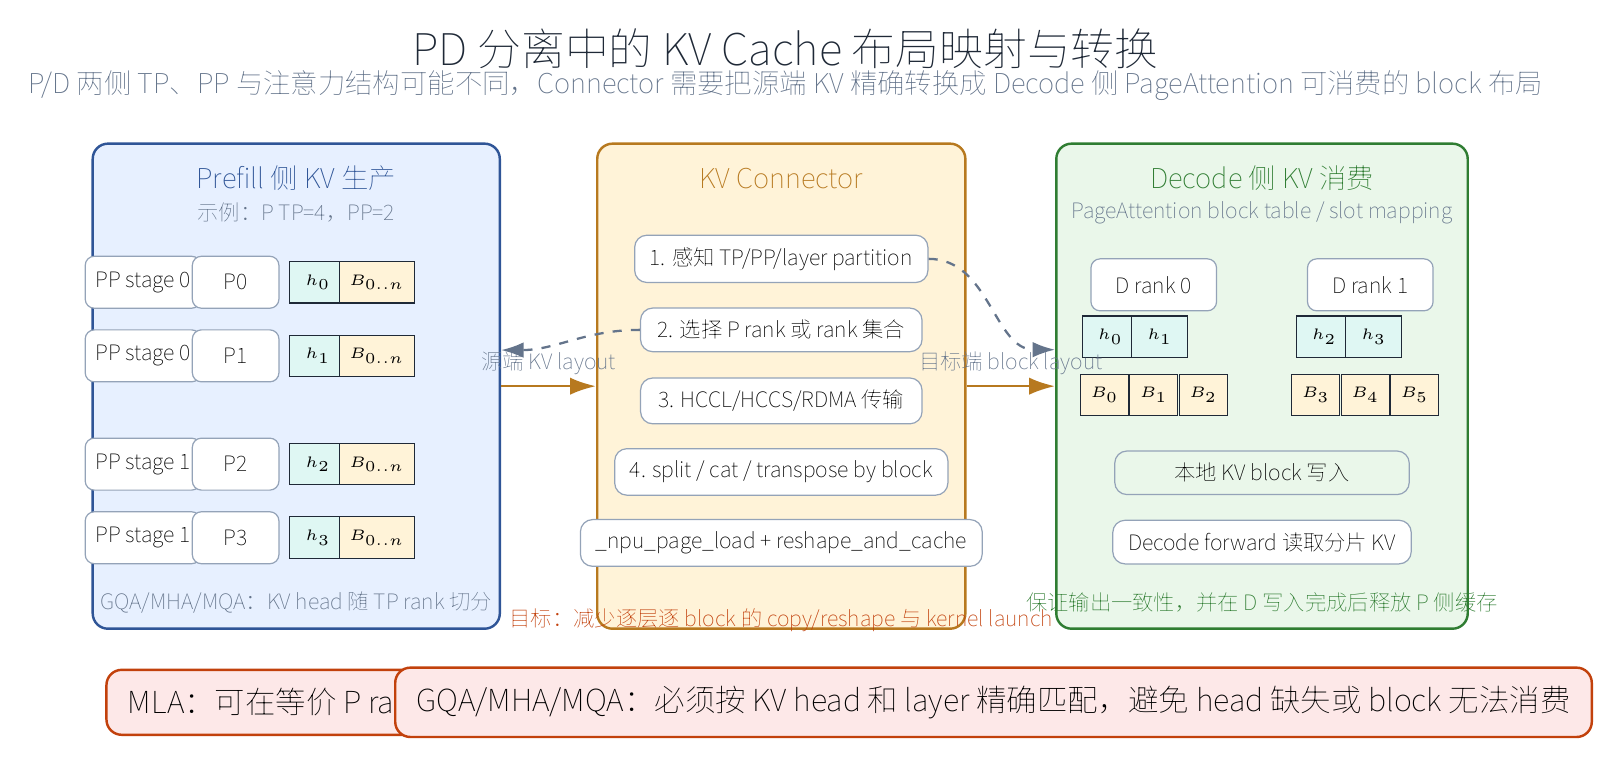 PD 分离中的 KV Cache 布局映射与转换
P/D 两侧 TP、PP 与注意力结构可能不同，Connector 需要把源端 KV 精确转换成 Decode 侧 PageAttention 可消费的 block 布局
Prefill 侧 KV 生产
示例：P TP=4，PP=2
PP stage 0 P0 h₀ B₀..ₙ
PP stage 0 P1 h₁ B₀..ₙ
PP stage 1 P2 h₂ B₀..ₙ
PP stage 1 P3 h₃ B₀..ₙ
GQA/MHA/MQA：KV head 随 TP rank 切分
源端 KV layout
KV Connector
1. 感知 TP/PP/layer partition
2. 选择 P rank 或 rank 集合
3. HCCL/HCCS/RDMA 传输
4. split / cat / transpose by block
_npu_page_load + reshape_and_cache
目标：减少逐层逐 block 的 copy/reshape 与 kernel launch
目标端 block layout
Decode 侧 KV 消费
PageAttention block table / slot mapping
D rank 0 D rank 1
h₀ h₁ h₂ h₃
B₀ B₁ B₂ B₃ B₄ B₅
本地 KV block 写入
Decode forward 读取分片 KV
保证输出一致性，并在 D 写入完成后释放 P 侧缓存
MLA：可在等价 P ra
GQA/MHA/MQA：必须按 KV head 和 layer 精确匹配，避免 head 缺失或 block 无法消费